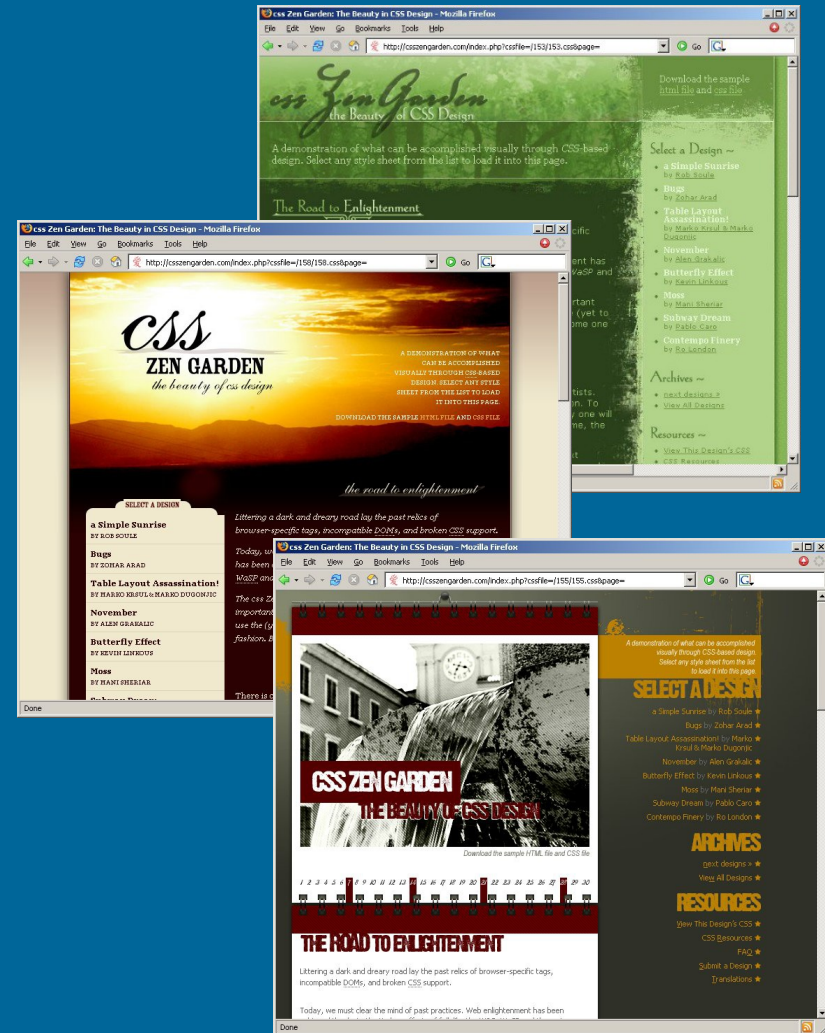 css Zen Garden: The Beauty in CSS Design - Mozilla Firefox
File Edit View Go Bookmarks Tools Help
http://csszengarden.com/index.php?cssfile=/153/153.css&page=
Go
css Zen Garden
the Beauty of CSS Design
Download the sample
html file and css file
A demonstration of what can be accomplished visually through CSS-based
design. Select any style sheet from the list to load it into this page.
The Road to Enlightenment
Select a Design ~
a Simple Sunrise
by Rob Soule
Bugs
by Zohar Arad
Table Layout
Assassination!
by Marko Krsul & Marko
Dugonjic
November
by Alen Grakalic
Butterfly Effect
by Kevin Linkous
Moss
by Mani Sheriar
Subway Dream
by Pablo Caro
Contempo Finery
by Ro London
Archives ~
next designs »
View All Designs
Resources ~
View This Design's CSS
CSS Resources
css Zen Garden: The Beauty in CSS Design - Mozilla Firefox
File Edit View Go Bookmarks Tools Help
http://csszengarden.com/index.php?cssfile=/158/158.css&page=
Go
css
ZEN GARDEN
the beauty of css design
A DEMONSTRATION OF WHAT
CAN BE ACCOMPLISHED
VISUALLY THROUGH CSS-BASED
DESIGN. SELECT ANY STYLE
SHEET FROM THE LIST TO LOAD
IT INTO THIS PAGE.
DOWNLOAD THE SAMPLE HTML FILE AND CSS FILE
the road to enlightenment
SELECT A DESIGN
a Simple Sunrise
BY ROB SOULE
Bugs
BY ZOHAR ARAD
Table Layout Assassination!
BY MARKO KRSUL & MARKO DUGONJIC
November
BY ALEN GRAKALIC
Butterfly Effect
BY KEVIN LINKOUS
Moss
BY MANI SHERIAR
Littering a dark and dreary road lay the past relics of
browser-specific tags, incompatible DOMs, and broken CSS support.
Today, w
has been
WaSP and
The css Z
important
use the (y
fashion. B
There is
Done
css Zen Garden: The Beauty in CSS Design - Mozilla Firefox
File Edit View Go Bookmarks Tools Help
http://csszengarden.com/index.php?cssfile=/155/155.css&page=
Go
CSS ZEN GARDEN
THE BEAUTY OF CSS DESIGN
Download the sample HTML file and CSS file
1 2 3 4 5 6 7 8 9 10 11 12 13 14 15 16 17 18 19 20 21 22 23 24 25 26 27 28 29 30
THE ROAD TO ENLIGHTENMENT
Littering a dark and dreary road lay the past relics of browser-specific tags,
incompatible DOMs, and broken CSS support.
Today, we must clear the mind of past practices. Web enlightenment has been
A demonstration of what can be accomplished
visually through CSS-based design.
Select any style sheet from the list
to load it into this page.
SELECT A DESIGN
a Simple Sunrise by Rob Soule
Bugs by Zohar Arad
Table Layout Assassination! by Marko
Krsul & Marko Dugonjic
November by Alen Grakalic
Butterfly Effect by Kevin Linkous
Moss by Mani Sheriar
Subway Dream by Pablo Caro
Contempo Finery by Ro London
ARCHIVES
next designs »
View All Designs
RESOURCES
View This Design's CSS
CSS Resources
FAQ
Submit a Design
Translations
Done